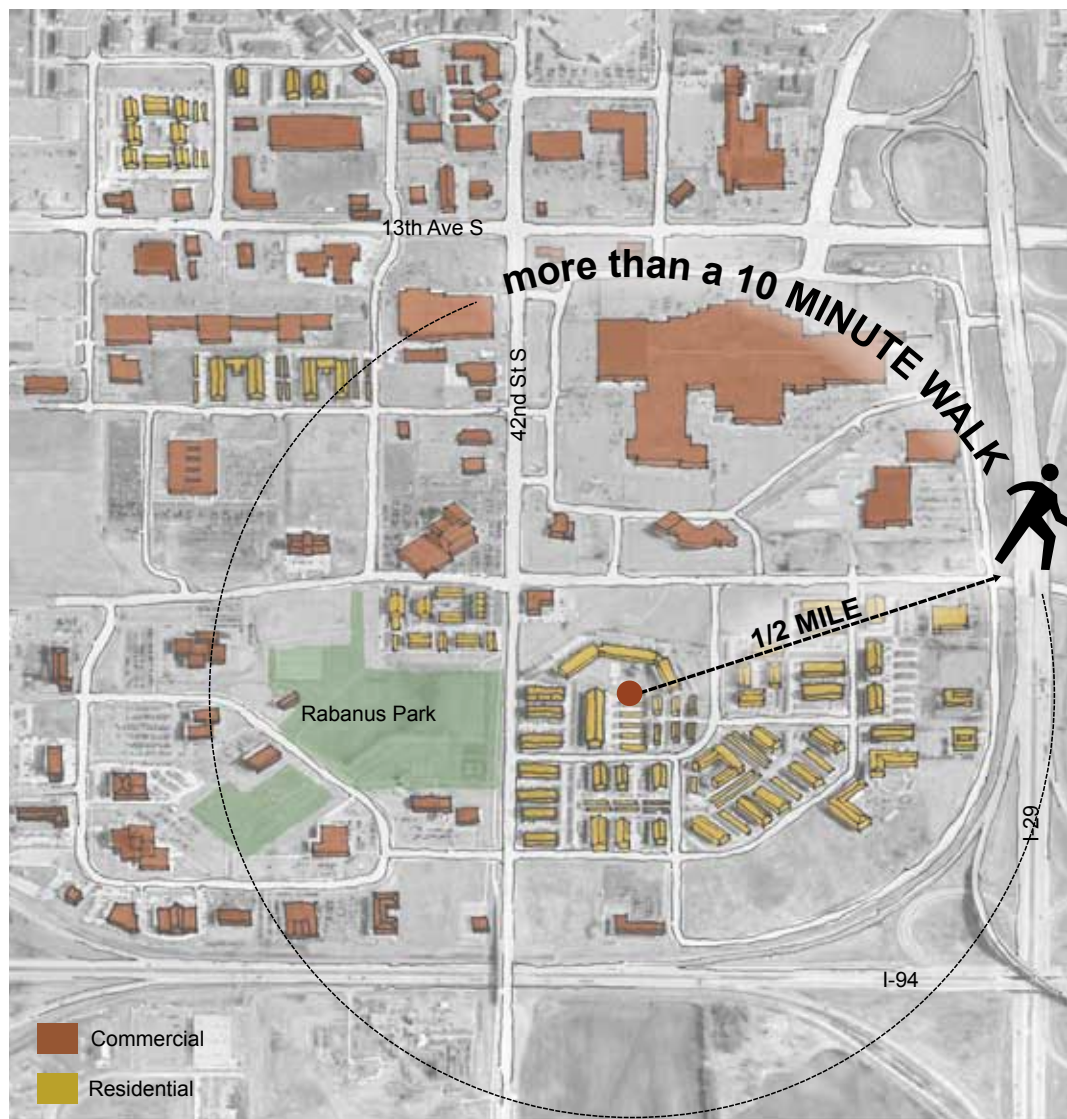 13th Ave S
more than a 10 MINUTE WALK
42nd St S
1/2 MILE
Rabanus Park
I-29
I-94
Commercial
Residential